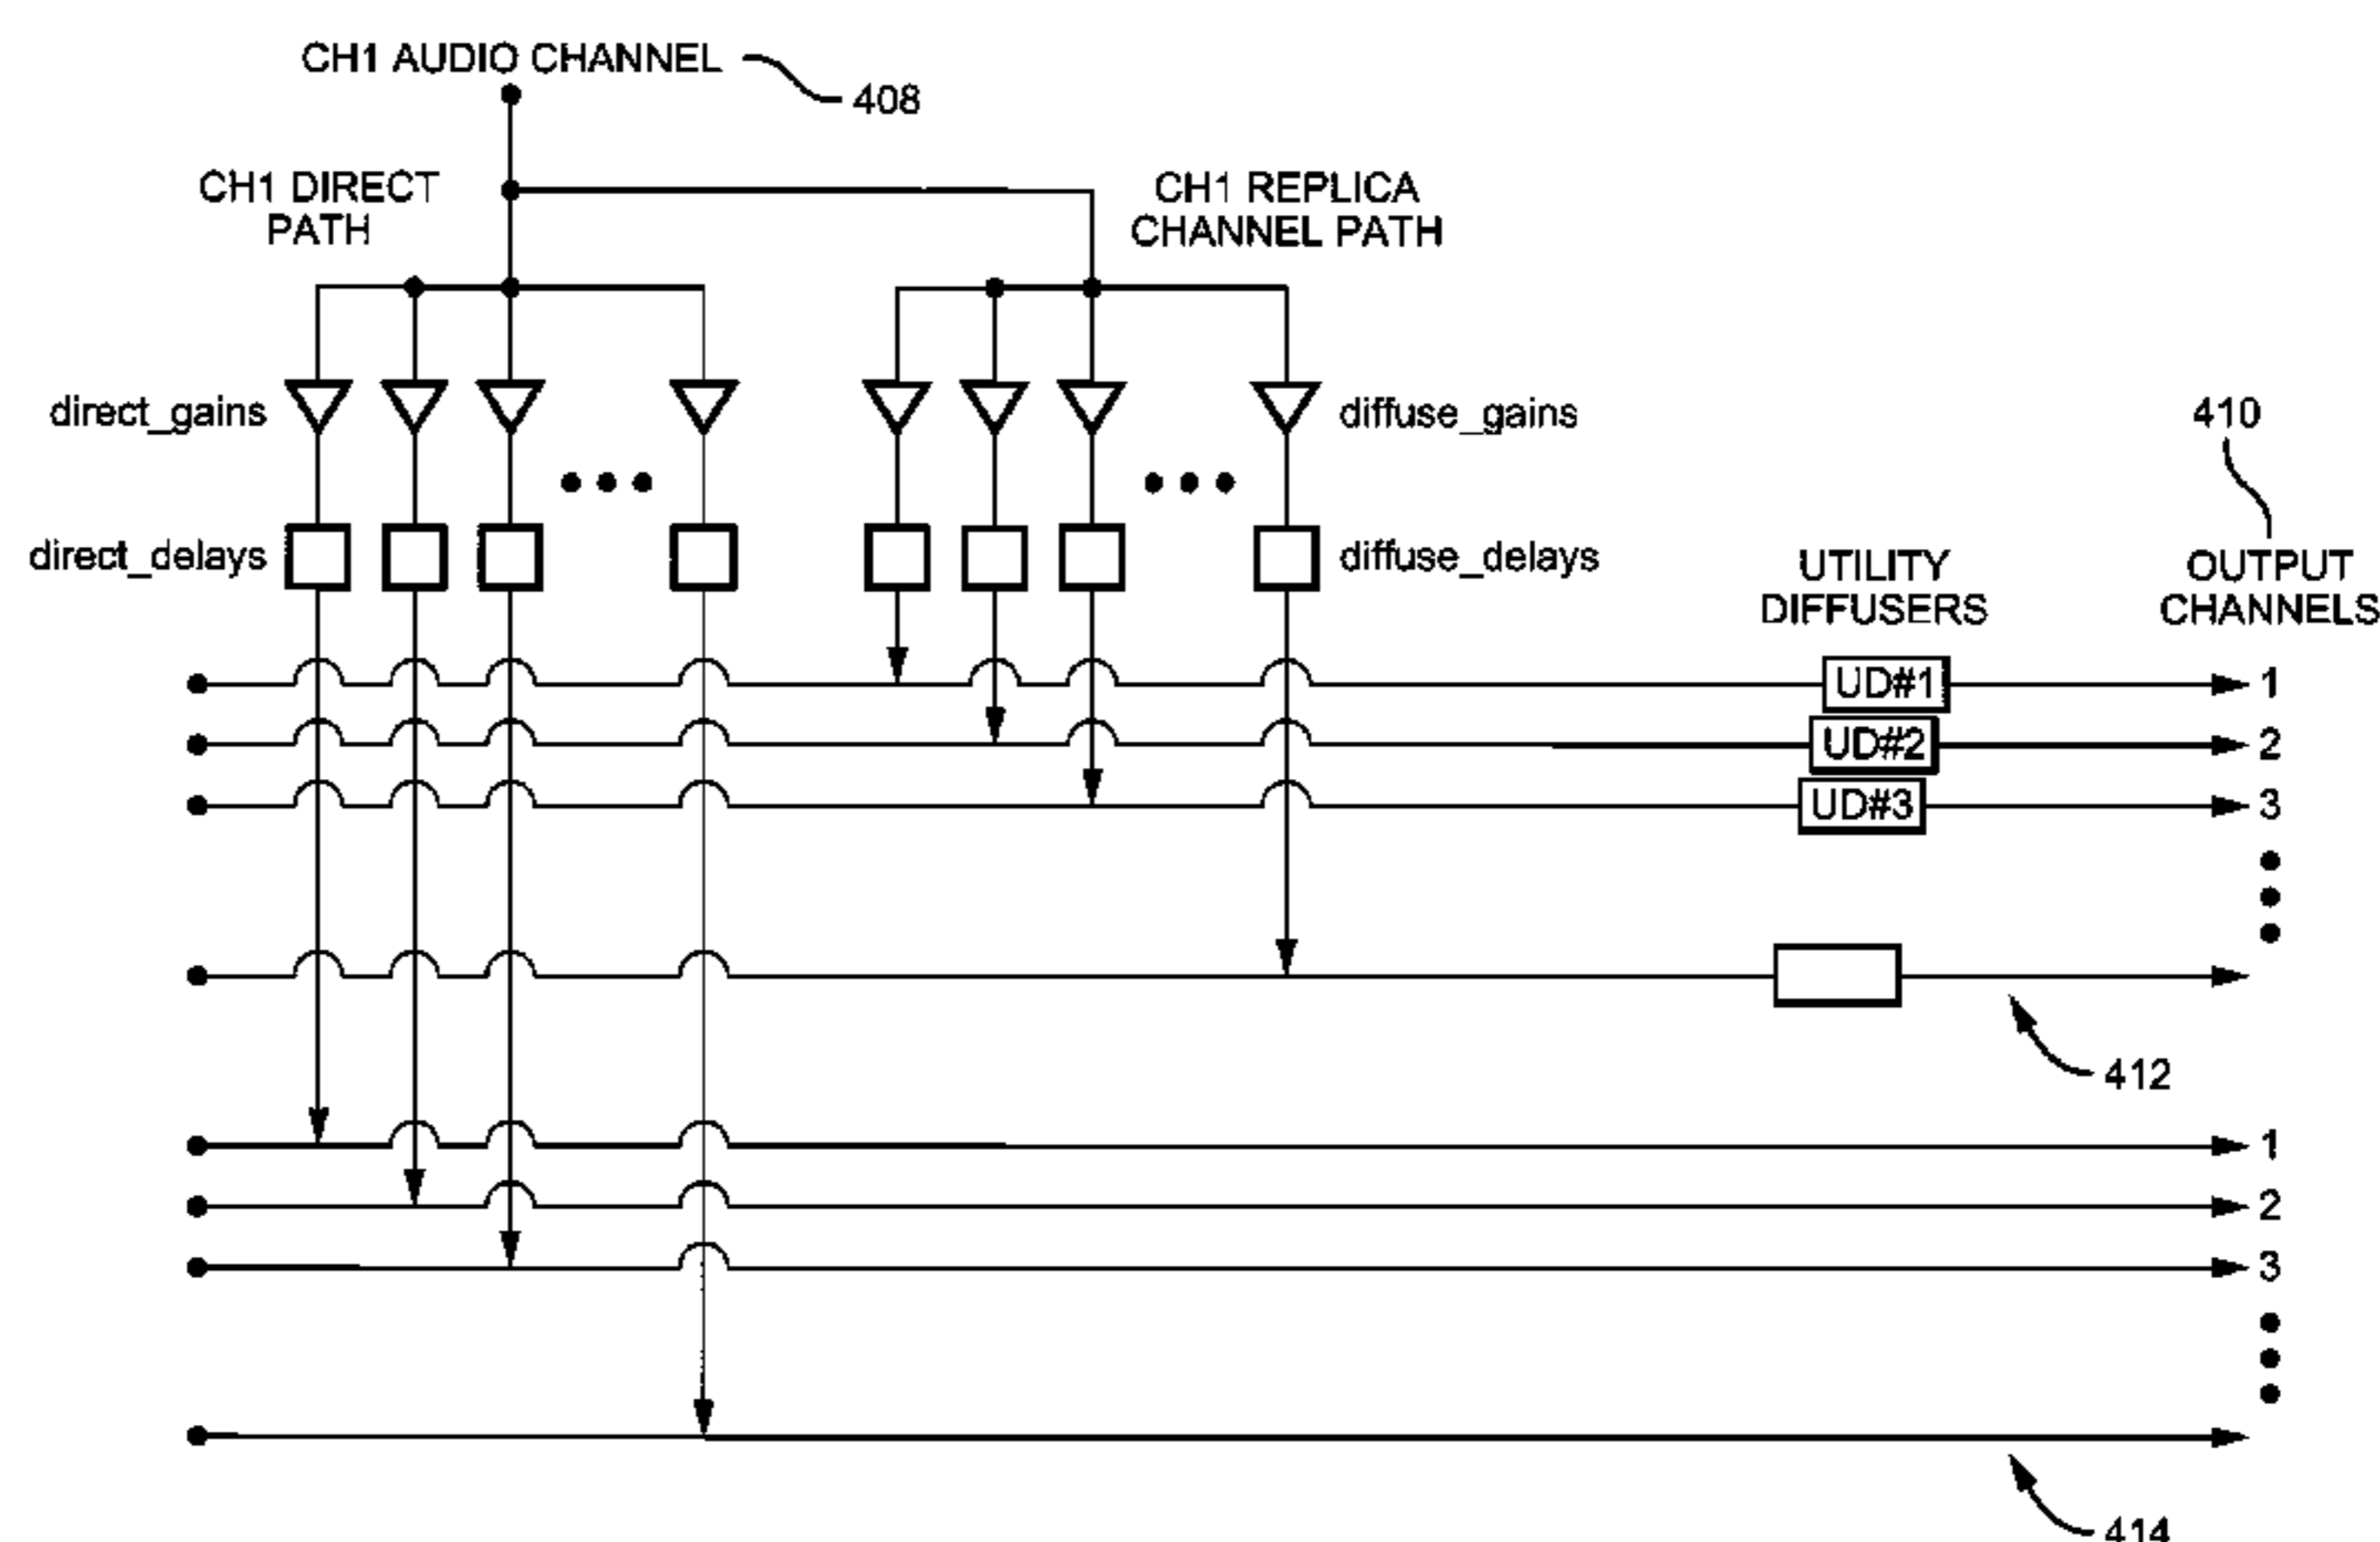 CH1 AUDIO CHANNEL
408
CH1 DIRECT
PATH
CH1 REPLICA
CHANNEL PATH
direct_gains
diffuse_gains
410
direct_delays
diffuse_delays
UTILITY
DIFFUSERS
OUTPUT
CHANNELS
UD#1
1
UD#2
2
UD#3
3
412
1
2
3
414